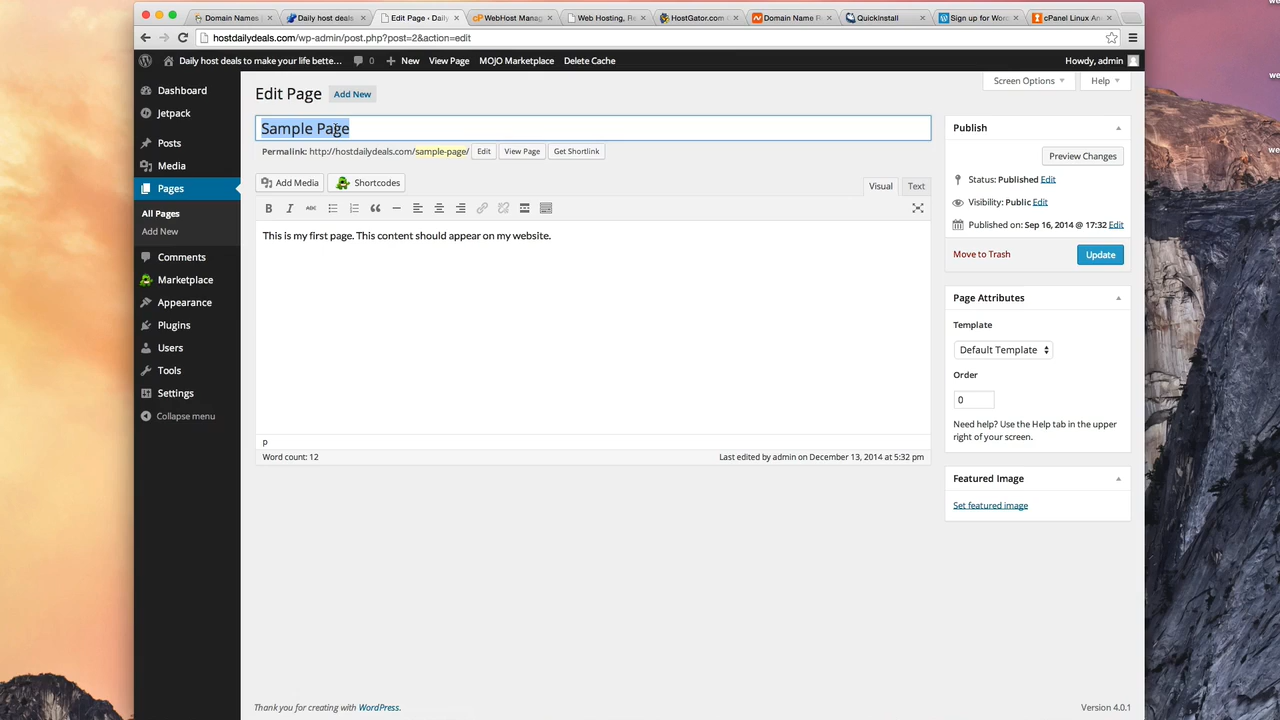 Domain Names
Daily host deals
Edit Page ‹ Daily
WebHost Manag
Web Hosting, Re
HostGator.com C
Domain Name R
QuickInstall
Sign up for Word
cPanel Linux An
hostdailydeals.com/wp-admin/post.php?post=2&action=edit
Daily host deals to make your life bette...
0
New
View Page
MOJO Marketplace
Delete Cache
Howdy, admin
Dashboard
Jetpack
Posts
Media
Pages
All Pages
Add New
Comments
Marketplace
Appearance
Plugins
Users
Tools
Settings
Collapse menu
Screen Options
Help
Edit Page
Add New
Sample Page
Permalink: http://hostdailydeals.com/sample-page/
Edit
View Page
Get Shortlink
Add Media
Shortcodes
Visual
Text
B
I
ABC
This is my first page. This content should appear on my website.
p
Word count: 12
Last edited by admin on December 13, 2014 at 5:32 pm
Publish
Preview Changes
Status: Published Edit
Visibility: Public Edit
Published on: Sep 16, 2014 @ 17:32 Edit
Move to Trash
Update
Page Attributes
Template
Default Template
Order
0
Need help? Use the Help tab in the upper
right of your screen.
Featured Image
Set featured image
Thank you for creating with WordPress.
Version 4.0.1
we
we
we